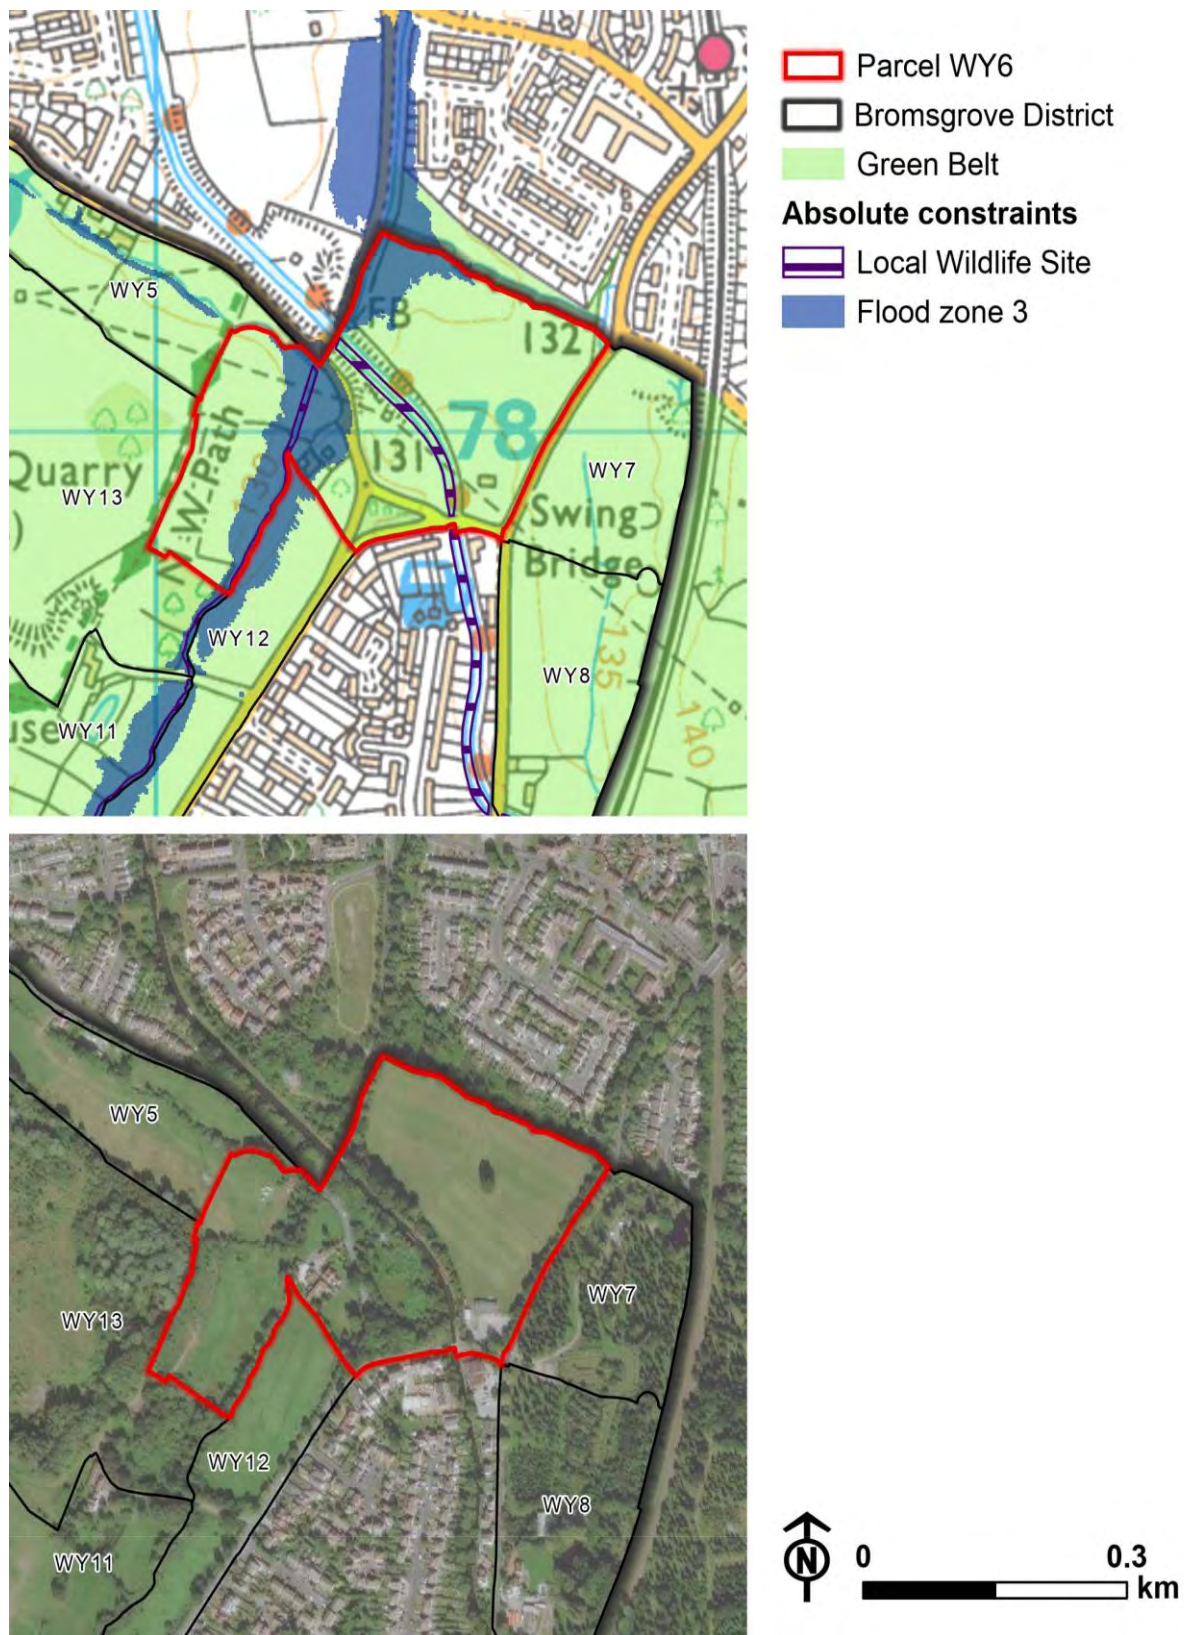 Parcel WY6
Bromsgrove District
Green Belt
Absolute constraints
Local Wildlife Site
Flood zone 3
WY5
FB
132
78
131
130
Quarry
W Path
WY13
)
WY7
Swing
Bridge
WY12
135
WY8
140
WY11
use
WY5
WY7
WY13
WY12
WY8
WY11
N
0 0.3
km